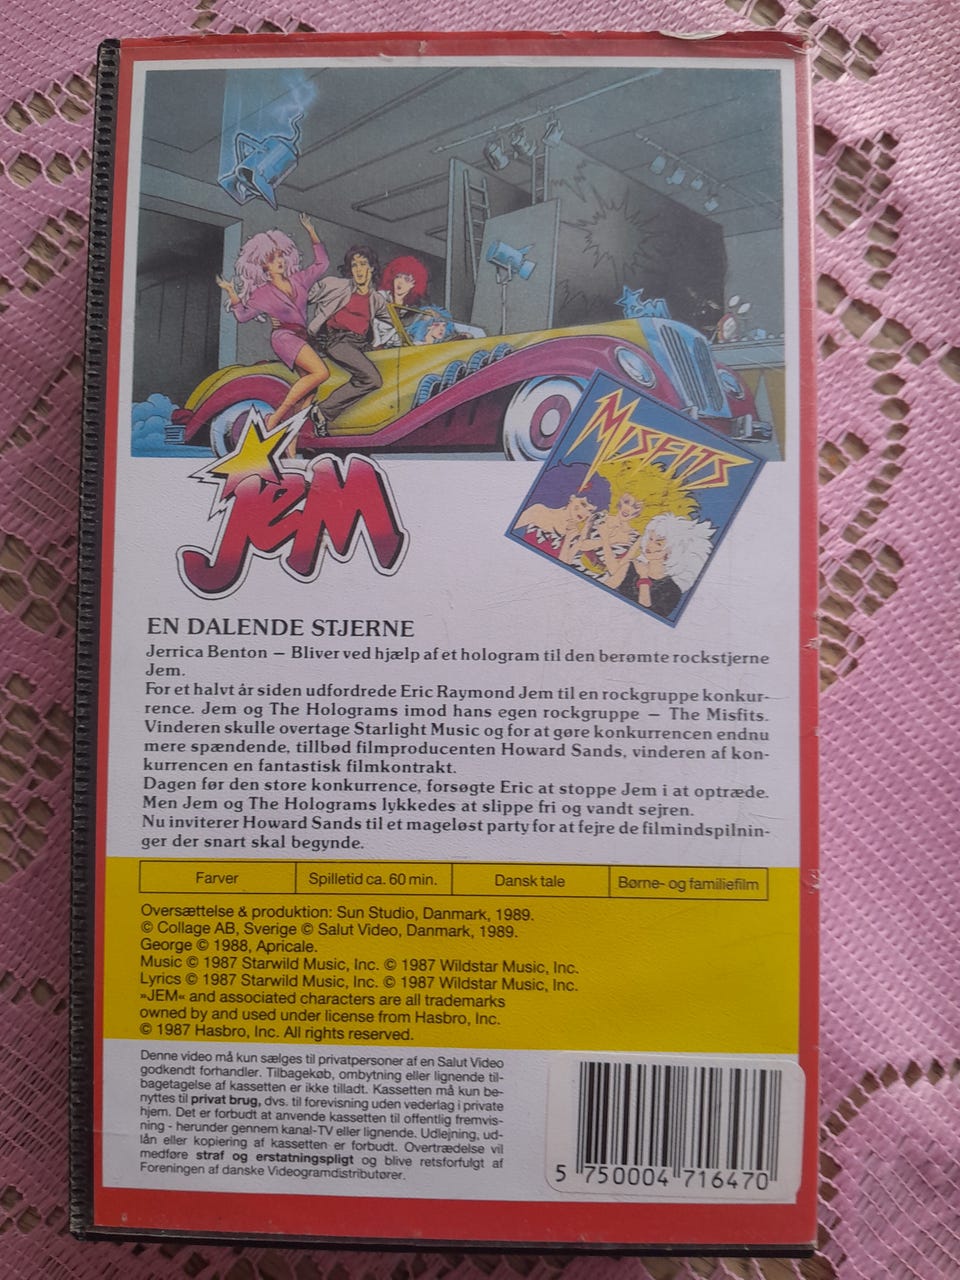 JEM
MISFITS
JEM
EN DALENDE STJERNE
Jerrica Benton – Bliver ved hjælp af et hologram til den berømte rockstjerne
Jem.
For et halvt år siden udfordrede Eric Raymond Jem til en rockgruppe konkur-
rence. Jem og The Holograms imod hans egen rockgruppe – The Misfits.
Vinderen skulle overtage Starlight Music og for at gøre konkurrencen endnu
mere spændende, tillbød filmproducenten Howard Sands, vinderen af kon-
kurrencen en fantastisk filmkontrakt.
Dagen før den store konkurrence, forsøgte Eric at stoppe Jem i at optræde.
Men Jem og The Holograms lykkedes at slippe fri og vandt sejren.
Nu inviterer Howard Sands til et mageløst party for at fejre de filmindspilnin-
ger der snart skal begynde.
Farver Spilletid ca. 60 min. Dansk tale Børne- og familiefilm
Oversættelse & produktion: Sun Studio, Danmark, 1989.
© Collage AB, Sverige © Salut Video, Danmark, 1989.
George © 1988, Apricale.
Music © 1987 Starwild Music, Inc. © 1987 Wildstar Music, Inc.
Lyrics © 1987 Starwild Music, Inc. © 1987 Wildstar Music, Inc.
»JEM« and associated characters are all trademarks
owned by and used under license from Hasbro, Inc.
© 1987 Hasbro, Inc. All rights reserved.
Denne video må kun sælges til privatpersoner af en Salut Video
godkendt forhandler. Tilbagekøb, ombytning eller lignende til-
bagetagelse af kassetten er ikke tilladt. Kassetten må kun be-
nyttes til privat brug, dvs. til forevisning uden vederlag i private
hjem. Det er forbudt at anvende kassetten til offentlig fremvis-
ning - herunder gennem kanal-TV eller lignende. Udlejning, ud-
lån eller kopiering af kassetten er forbudt. Overtrædelse vil
medføre straf og erstatningspligt og blive retsforfulgt af
Foreningen af danske Videogramdistributører.
5 750004 716470